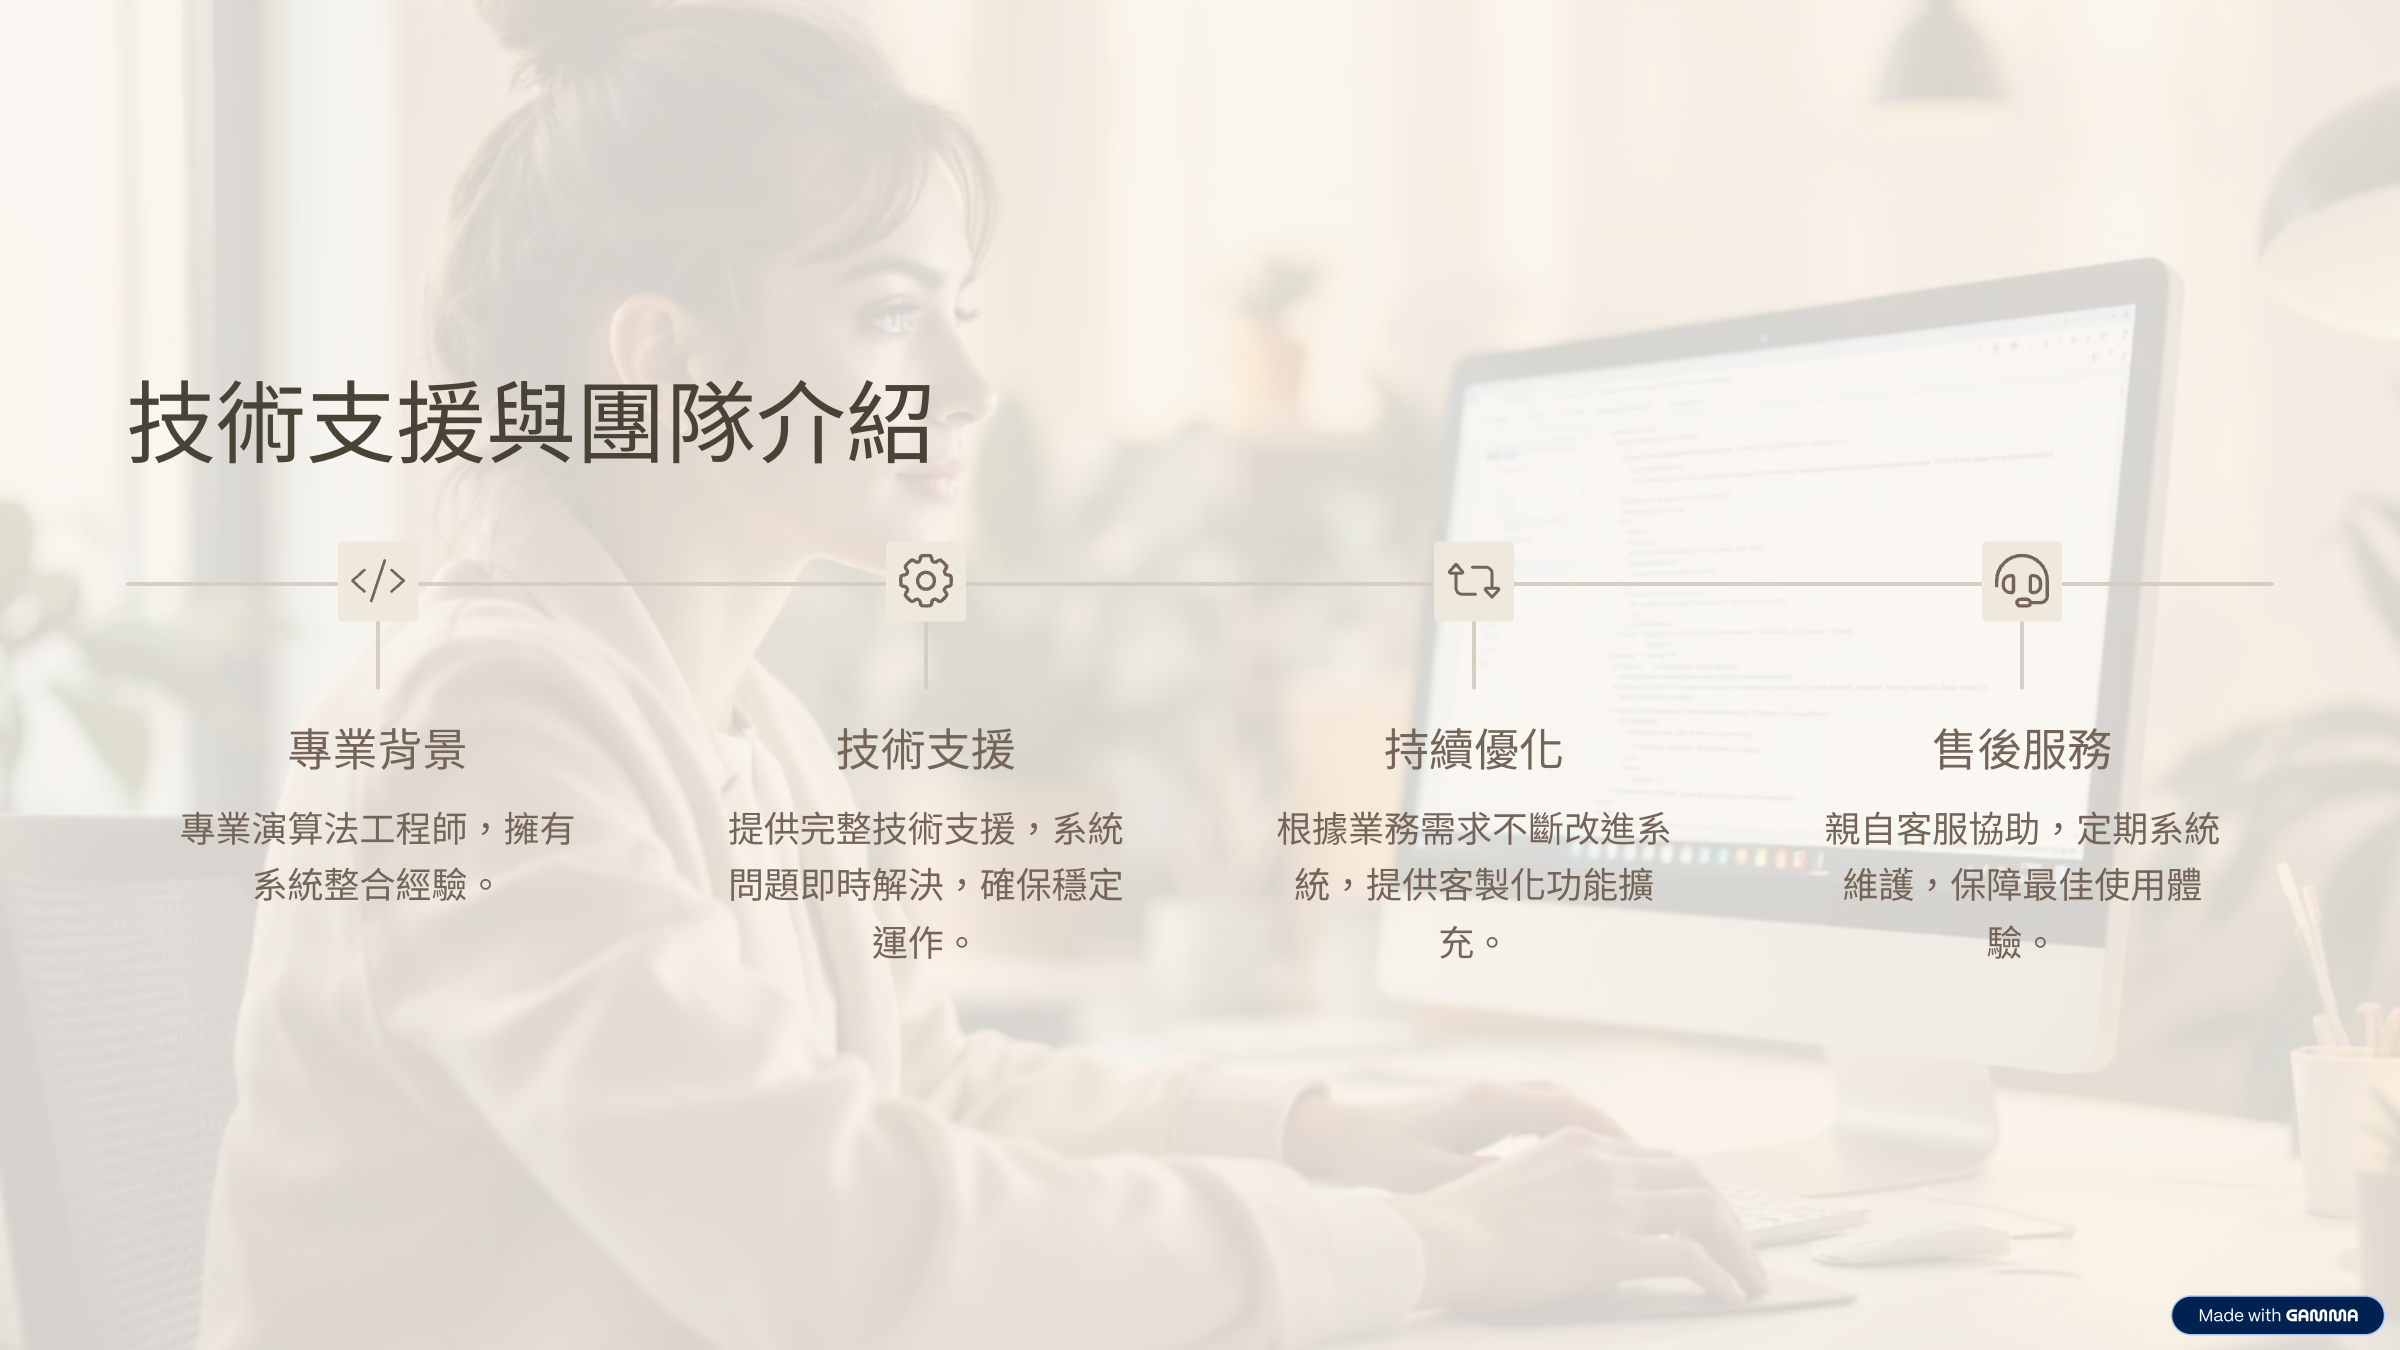 技術支援與團隊介紹
專業背景
專業演算法工程師，擁有
系統整合經驗。
技術支援
提供完整技術支援，系統
問題即時解決，確保穩定
運作。
持續優化
根據業務需求不斷改進系
統，提供客製化功能擴
充。
售後服務
親自客服協助，定期系統
維護，保障最佳使用體
驗。
Made with GAMMA